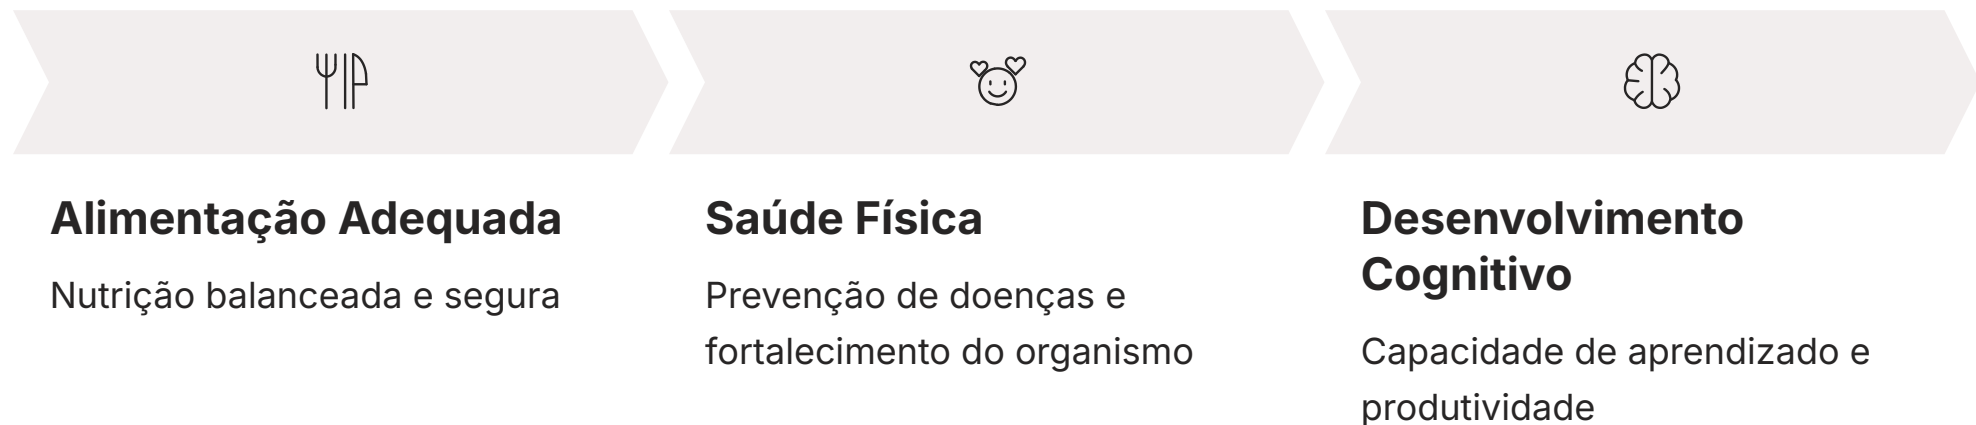 Alimentação Adequada
Nutrição balanceada e segura
Saúde Física
Prevenção de doenças e
fortalecimento do organismo
Desenvolvimento
Cognitivo
Capacidade de aprendizado e
produtividade